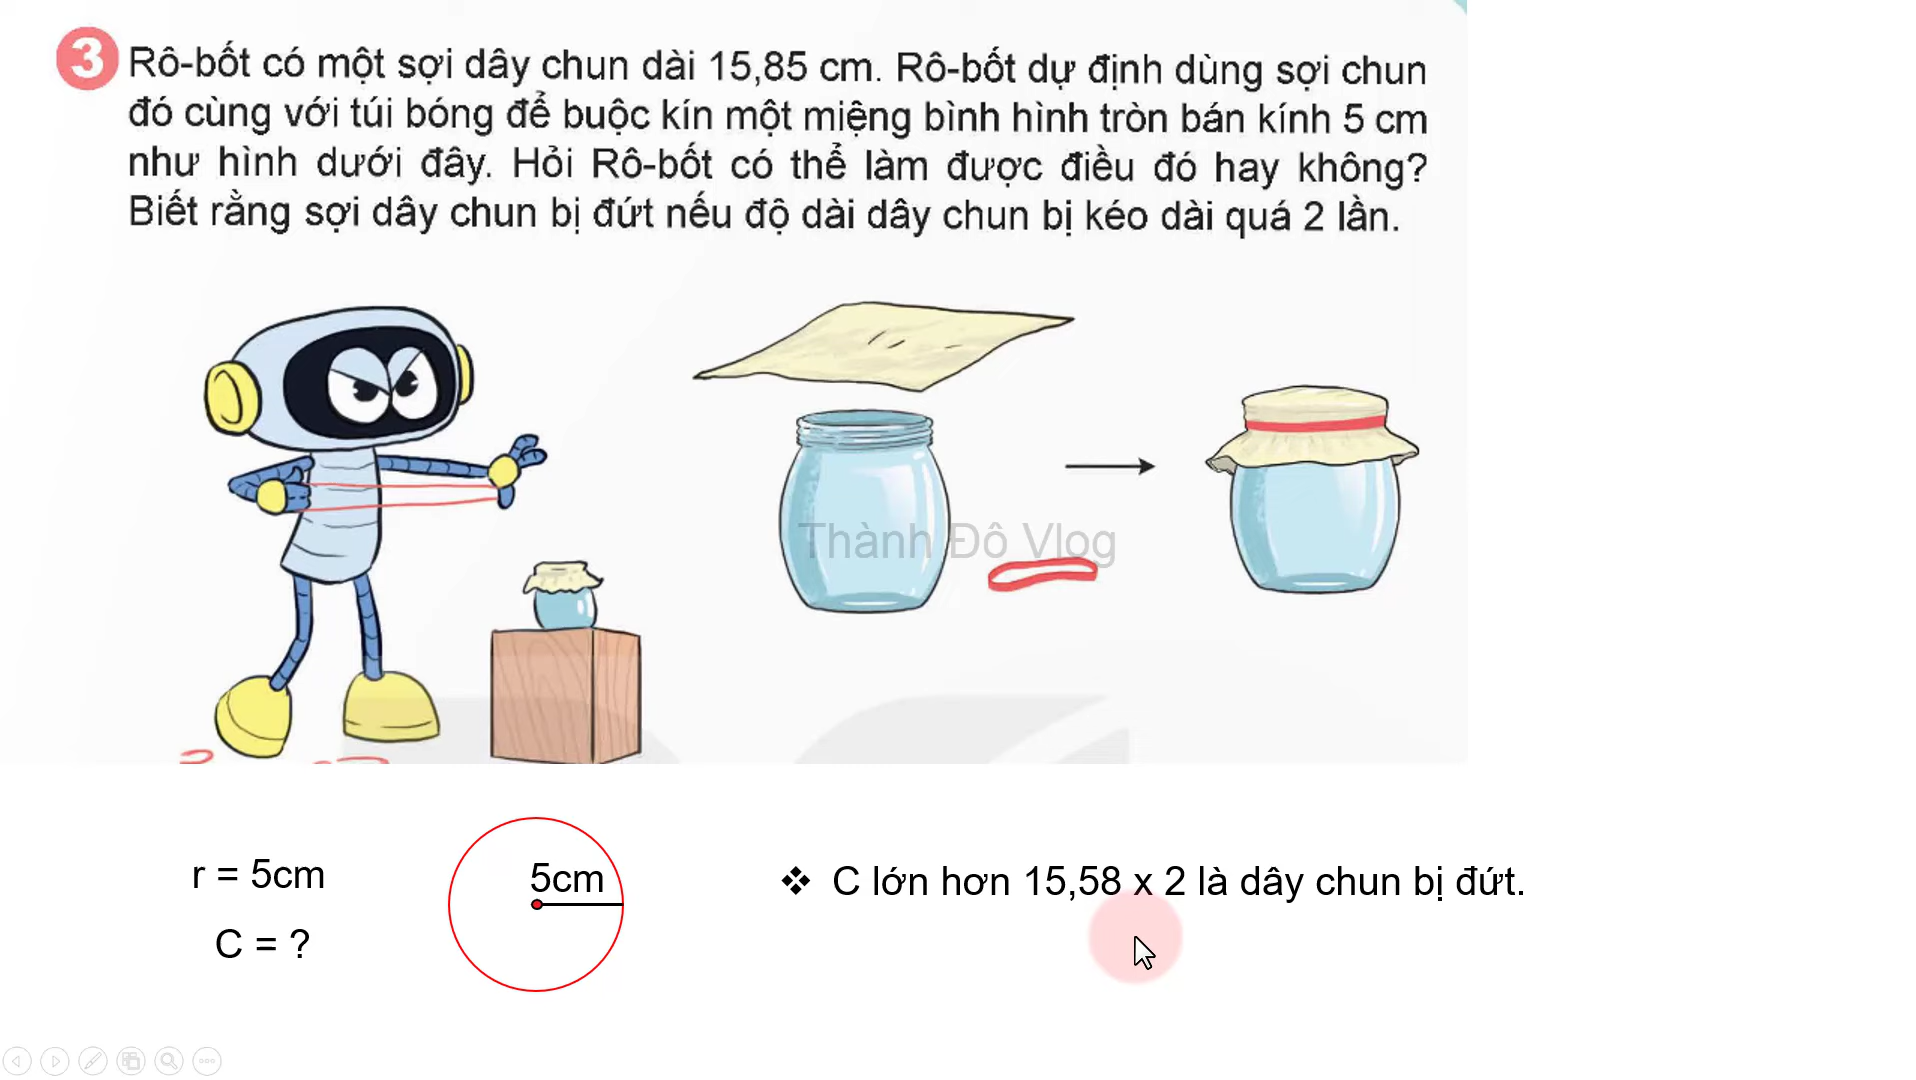 3 Rô-bốt có một sợi dây chun dài 15,85 cm. Rô-bốt dự định dùng sợi chun
đó cùng với túi bóng để buộc kín một miệng bình hình tròn bán kính 5 cm
như hình dưới đây. Hỏi Rô-bốt có thể làm được điều đó hay không?
Biết rằng sợi dây chun bị đứt nếu độ dài dây chun bị kéo dài quá 2 lần.
Thành Đô Vlog
r = 5cm
5cm
❖ C lớn hơn 15,58 x 2 là dây chun bị đứt.
C = ?